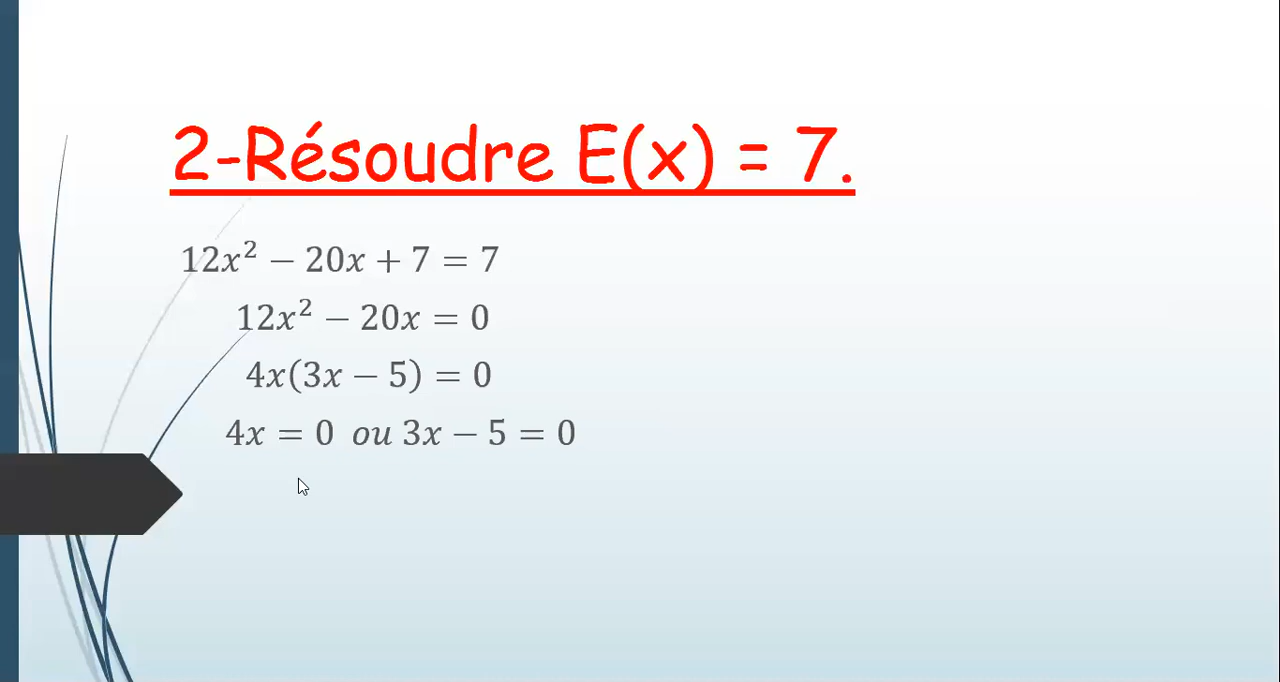 2-Résoudre E(x) = 7.
12x² − 20x + 7 = 7
12x² − 20x = 0
4x(3x − 5) = 0
4x = 0 ou 3x − 5 = 0